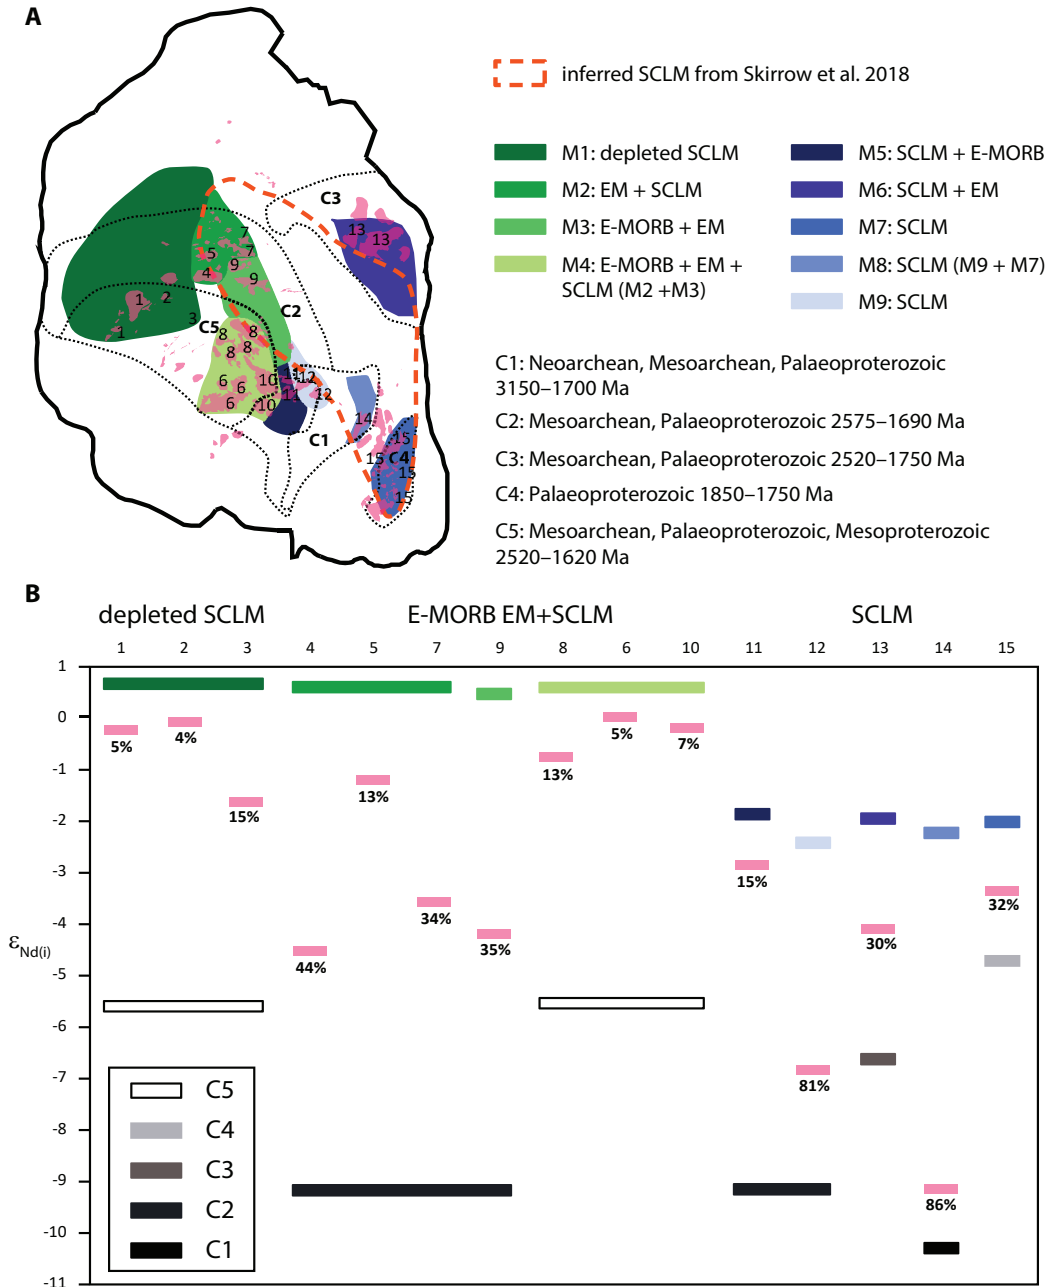 A
inferred SCLM from Skirrow et al. 2018
M1: depleted SCLM
M2: EM + SCLM
M3: E-MORB + EM
M4: E-MORB + EM +
SCLM (M2 +M3)
M5: SCLM + E-MORB
M6: SCLM + EM
M7: SCLM
M8: SCLM (M9 + M7)
M9: SCLM
C1: Neoarchean, Mesoarchean, Palaeoproterozoic
3150–1700 Ma
C2: Mesoarchean, Palaeoproterozoic 2575–1690 Ma
C3: Mesoarchean, Palaeoproterozoic 2520–1750 Ma
C4: Palaeoproterozoic 1850–1750 Ma
C5: Mesoarchean, Palaeoproterozoic, Mesoproterozoic
2520–1620 Ma
C3
13
13
7
5
7
9
4
9
1
2
1
3
C5
C2
8
8
8
8
6
6
6
10
10
11
11
12
12
C1
14
15
15
C4
15
15
B
depleted SCLM E-MORB EM+SCLM SCLM
1 2 3 4 5 7 9 8 6 10 11 12 13 14 15
1
0
-1
-2
-3
-4
-5
-6
-7
-8
-9
-10
-11
εNd(i)
5%
4%
15%
44%
13%
34%
35%
13%
5%
7%
15%
81%
30%
86%
32%
C5
C4
C3
C2
C1